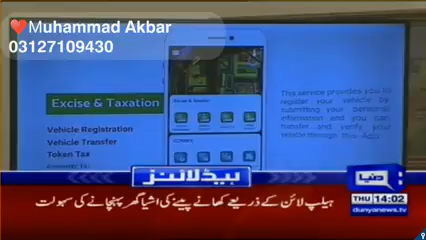 ❤️Muhammad Akbar
03127109430
Excise & Taxation
Vehicle Registration
Vehicle Transfer
Token Tax
This service provides you to
register your vehicle by
submitting your personal
information and you can
transfer and verify your
vehicle through this App.
ہیڈلائنز
ہیلپ لائن کے ذریعے کھانے پینے کی اشیا گھر پہنچانے کی سہولت
دنیا
THU 14:02
dunyanews.tv